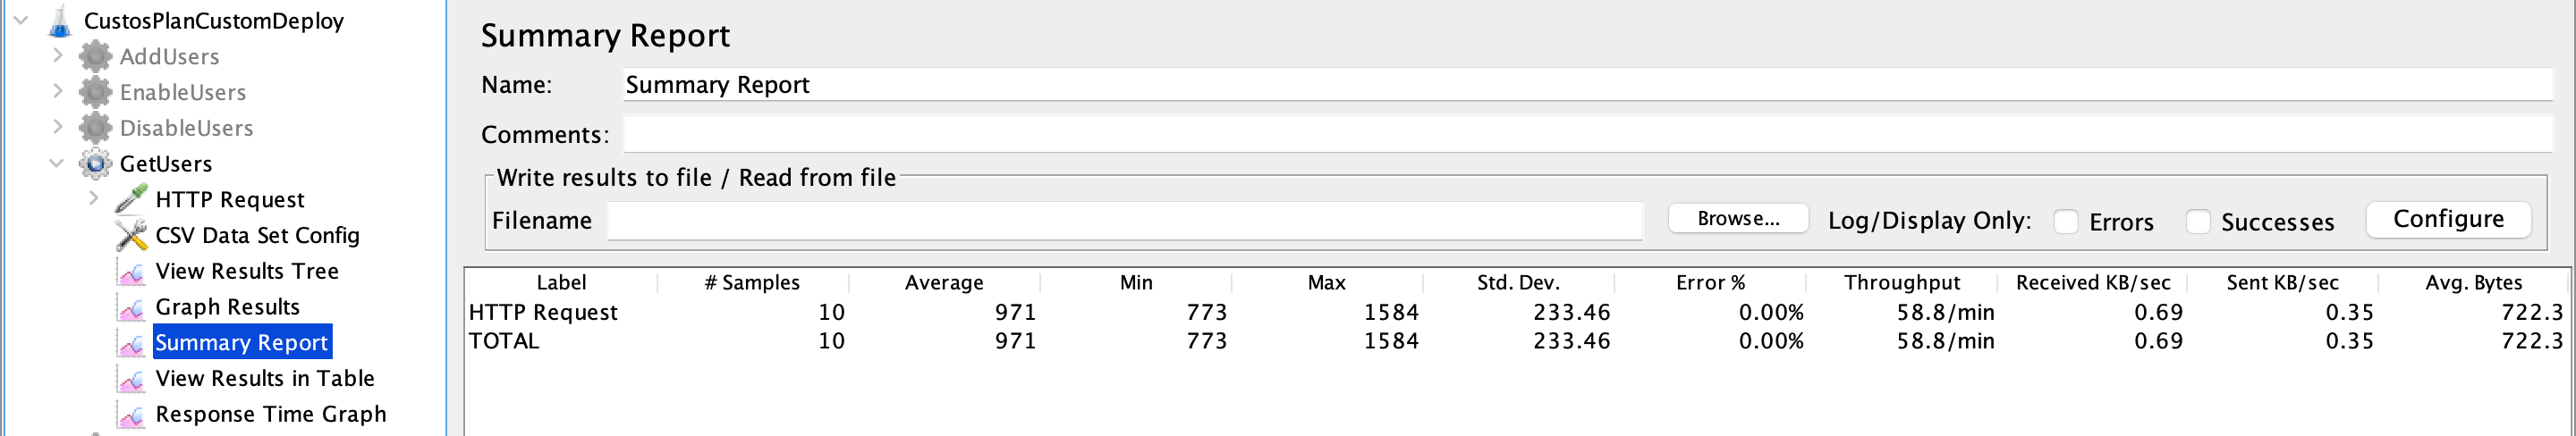 CustosPlanCustomDeploy
AddUsers
EnableUsers
DisableUsers
GetUsers
HTTP Request
CSV Data Set Config
View Results Tree
Graph Results
Summary Report
View Results in Table
Response Time Graph
Summary Report
Name: Summary Report
Comments:
Write results to file / Read from file
Filename Browse... Log/Display Only: Errors Successes Configure
Label # Samples Average Min Max Std. Dev. Error % Throughput Received KB/sec Sent KB/sec Avg. Bytes
HTTP Request 10 971 773 1584 233.46 0.00% 58.8/min 0.69 0.35 722.3
TOTAL 10 971 773 1584 233.46 0.00% 58.8/min 0.69 0.35 722.3